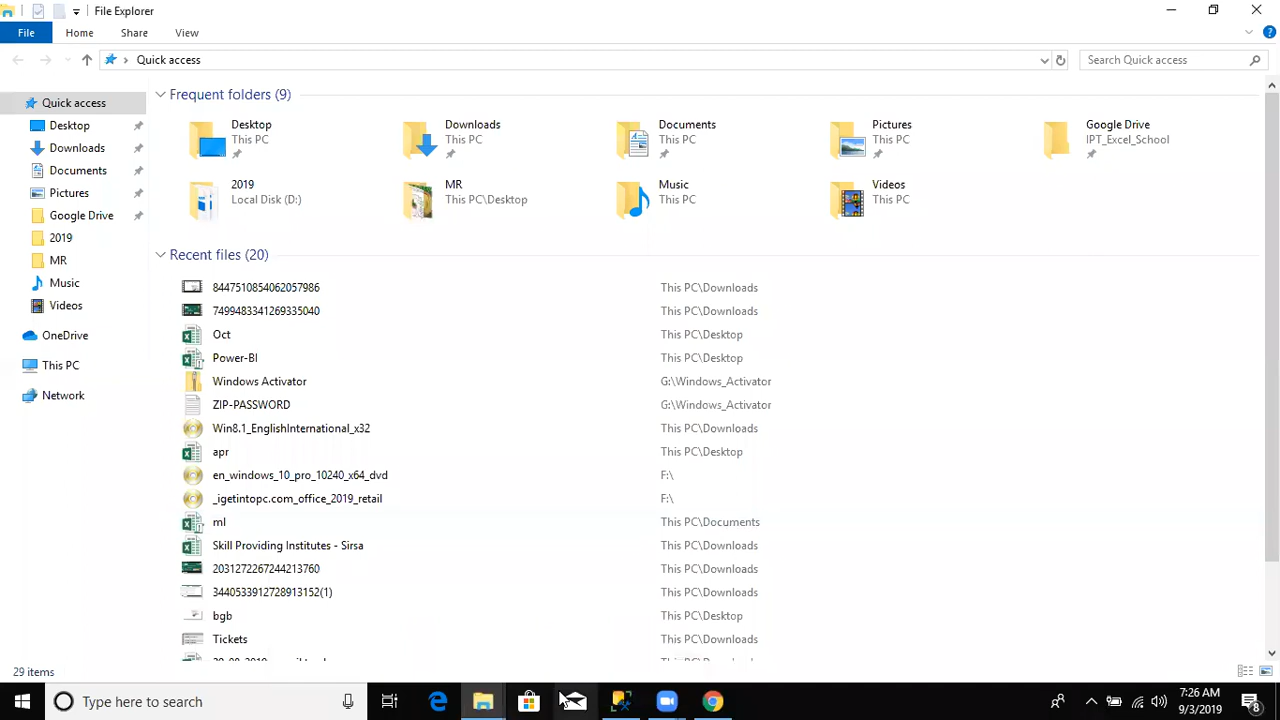 File Explorer
File Home Share View
Quick access
Search Quick access
Quick access
Desktop
Downloads
Documents
Pictures
Google Drive
2019
MR
Music
Videos
OneDrive
This PC
Network
Frequent folders (9)
Desktop
This PC
Downloads
This PC
Documents
This PC
Pictures
This PC
Google Drive
IPT_Excel_School
2019
Local Disk (D:)
MR
This PC\Desktop
Music
This PC
Videos
This PC
Recent files (20)
8447510854062057986 This PC\Downloads
7499483341269335040 This PC\Downloads
Oct This PC\Desktop
Power-BI This PC\Desktop
Windows Activator G:\Windows_Activator
ZIP-PASSWORD G:\Windows_Activator
Win8.1_EnglishInternational_x32 This PC\Downloads
apr This PC\Desktop
en_windows_10_pro_10240_x64_dvd F:\
_igetintopc.com_office_2019_retail F:\
ml This PC\Documents
Skill Providing Institutes - Sirsa This PC\Downloads
2031272267244213760 This PC\Downloads
3440533912728913152(1) This PC\Downloads
bgb This PC\Desktop
Tickets This PC\Downloads
29 items
Type here to search
7:26 AM
9/3/2019
8